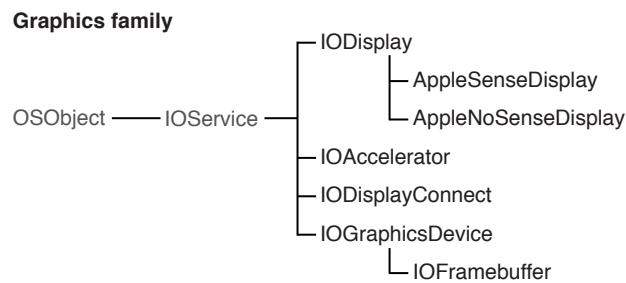 Graphics family
IODisplay
AppleSenseDisplay
AppleNoSenseDisplay
OSObject IOService
IOAccelerator
IODisplayConnect
IOGraphicsDevice
IOFramebuffer